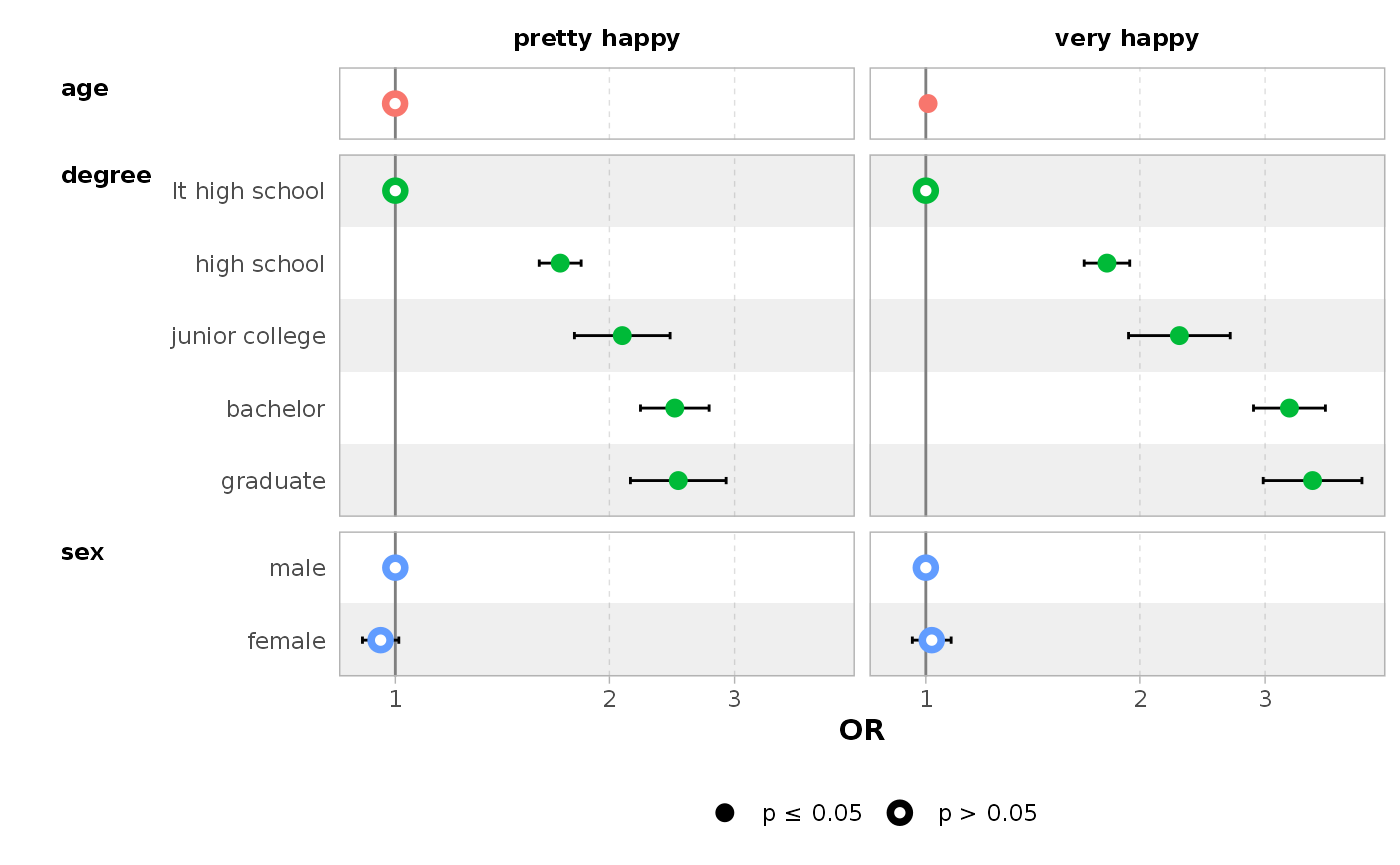 pretty happy very happy
age
degree
lt high school
high school
junior college
bachelor
graduate
sex
male
female
1 2 3 1 2 3
OR
p ≤ 0.05 p > 0.05